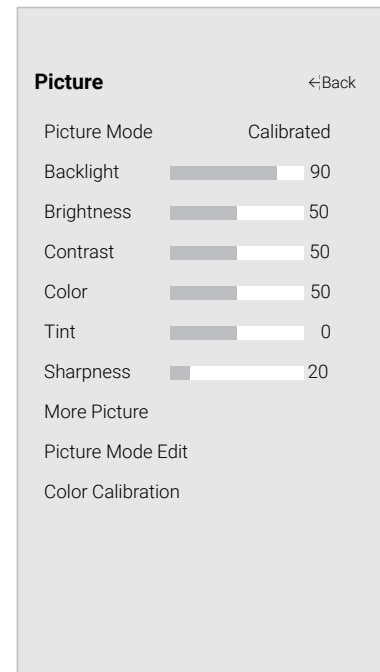 Picture ←Back
Picture Mode Calibrated
Backlight 90
Brightness 50
Contrast 50
Color 50
Tint 0
Sharpness 20
More Picture
Picture Mode Edit
Color Calibration